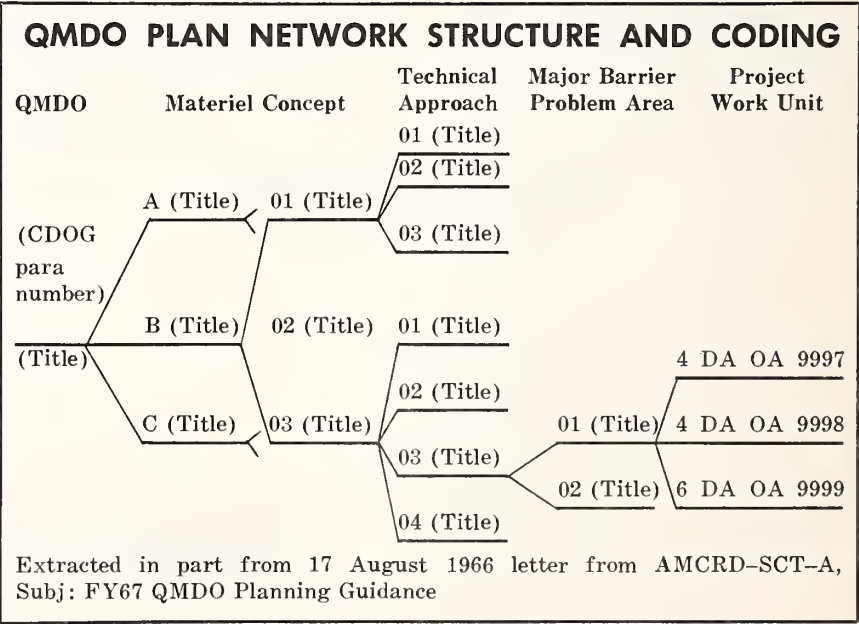 QMDO PLAN NETWORK STRUCTURE AND CODING
QMDO
Materiel Concept
Technical
Approach
Major Barrier
Problem Area
Project
Work Unit
(CDOG
para
number)
(Title)
A (Title)
B (Title)
C (Title)
01 (Title)
02 (Title)
03 (Title)
01 (Title)
02 (Title)
03 (Title)
01 (Title)
02 (Title)
03 (Title)
04 (Title)
01 (Title)
02 (Title)
4 DA OA 9997
4 DA OA 9998
6 DA OA 9999
Extracted in part from 17 August 1966 letter from AMCRD–SCT–A,
Subj: FY67 QMDO Planning Guidance